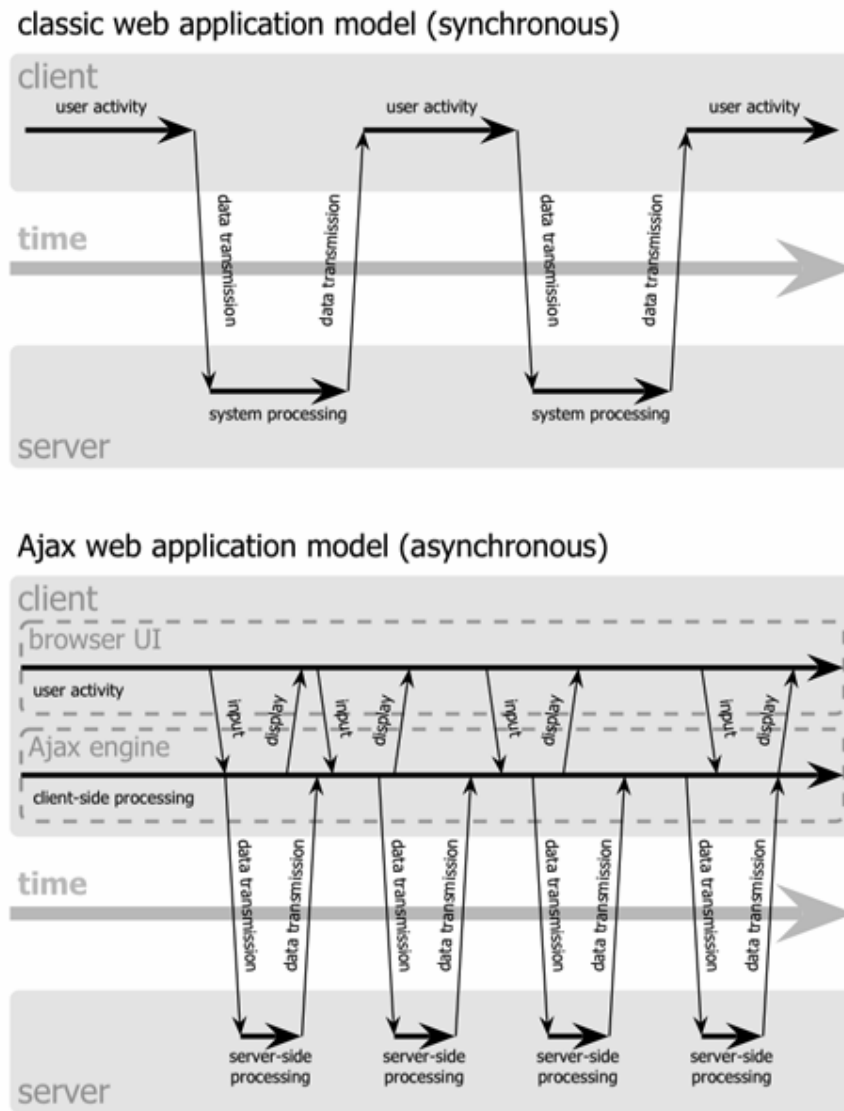 classic web application model (synchronous)
client
user activity
user activity
user activity
data transmission
data transmission
data transmission
data transmission
time
system processing
system processing
server
Ajax web application model (asynchronous)
client
browser UI
user activity
input
display
input
display
input
display
input
display
Ajax engine
client-side processing
data transmission
data transmission
data transmission
data transmission
data transmission
data transmission
data transmission
data transmission
time
server-side
processing
server-side
processing
server-side
processing
server-side
processing
server